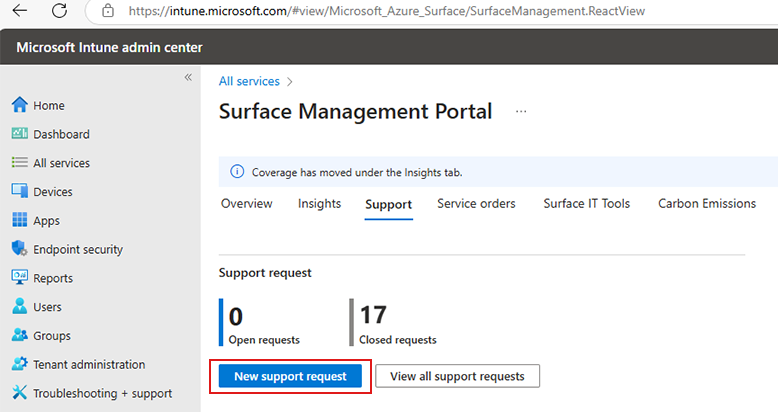 https://intune.microsoft.com/#view/Microsoft_Azure_Surface/SurfaceManagement.ReactView
Microsoft Intune admin center
«
Home
Dashboard
All services
Devices
Apps
Endpoint security
Reports
Users
Groups
Tenant administration
Troubleshooting + support
All services >
Surface Management Portal ...
Coverage has moved under the Insights tab.
Overview Insights Support Service orders Surface IT Tools Carbon Emissions
Support request
0 17
Open requests Closed requests
New support request View all support requests